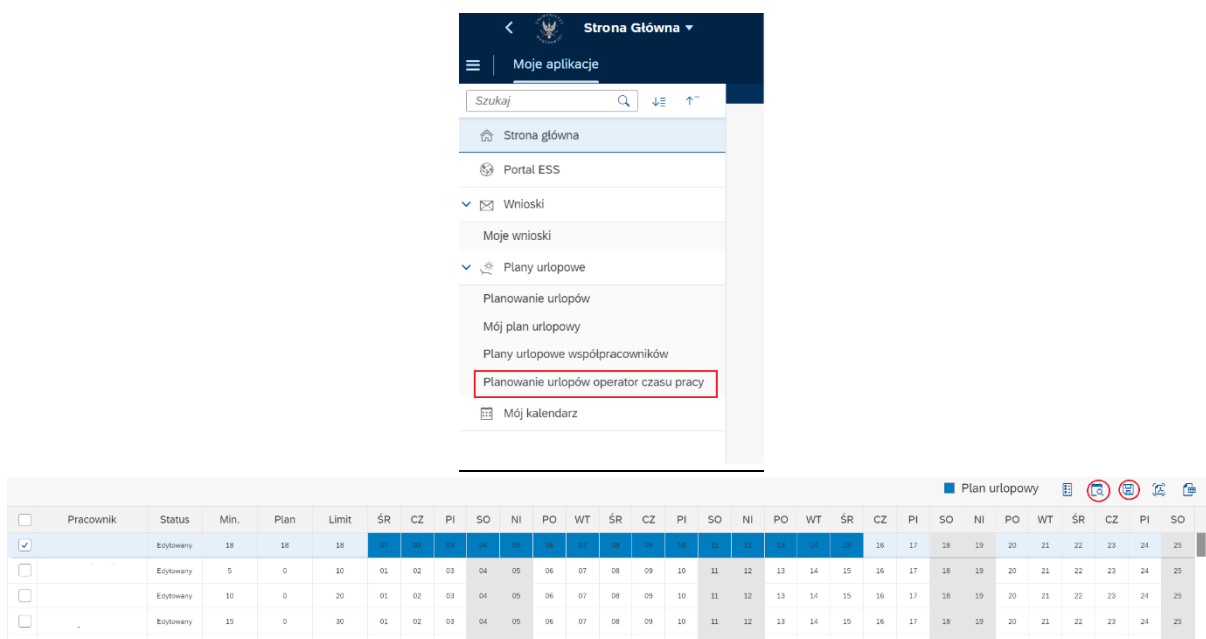 Strona Główna
Moje aplikacje
Szukaj
Strona główna
Portal ESS
Wnioski
Moje wnioski
Plany urlopowe
Planowanie urlopów
Mój plan urlopowy
Plany urlopowe współpracowników
Planowanie urlopów operator czasu pracy
Mój kalendarz
Plan urlopowy
Pracownik Status Min. Plan Limit ŚR CZ PI SO NI PO WT ŚR CZ PI SO NI PO WT ŚR CZ PI SO NI PO WT ŚR CZ PI SO
Edytowany 18 18 18 01 02 03 04 05 06 07 08 09 10 11 12 13 14 15 16 17 18 19 20 21 22 23 24 25
Edytowany 5 0 10 01 02 03 04 05 06 07 08 09 10 11 12 13 14 15 16 17 18 19 20 21 22 23 24 25
Edytowany 10 0 20 01 02 03 04 05 06 07 08 09 10 11 12 13 14 15 16 17 18 19 20 21 22 23 24 25
Edytowany 15 0 30 01 02 03 04 05 06 07 08 09 10 11 12 13 14 15 16 17 18 19 20 21 22 23 24 25